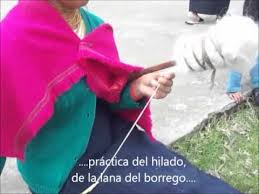 ....práctica del hilado,
de la lana del borrego....